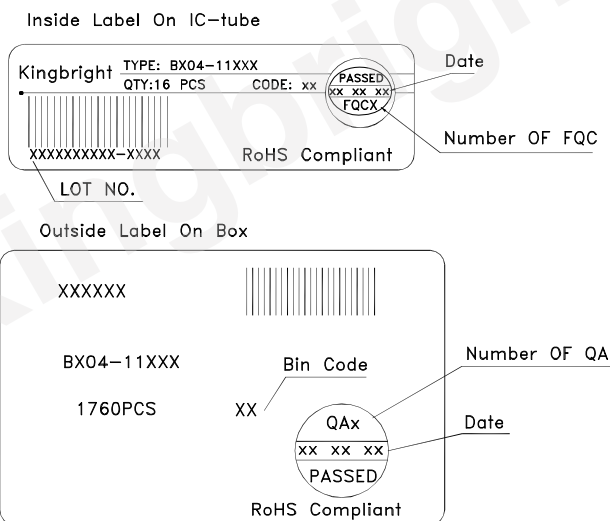 Inside Label On IC-tube
Kingbright
TYPE: BX04-11XXX
QTY:16 PCS CODE: xx
PASSED
xx xx xx
FQCX
Date
Number OF FQC
XXXXXXXXXX-XXXX
RoHS Compliant
LOT NO.
Outside Label On Box
XXXXXX
BX04-11XXX
Bin Code
Number OF QA
1760PCS
XX
QAx
Date
XX XX XX
PASSED
RoHS Compliant
kingbright